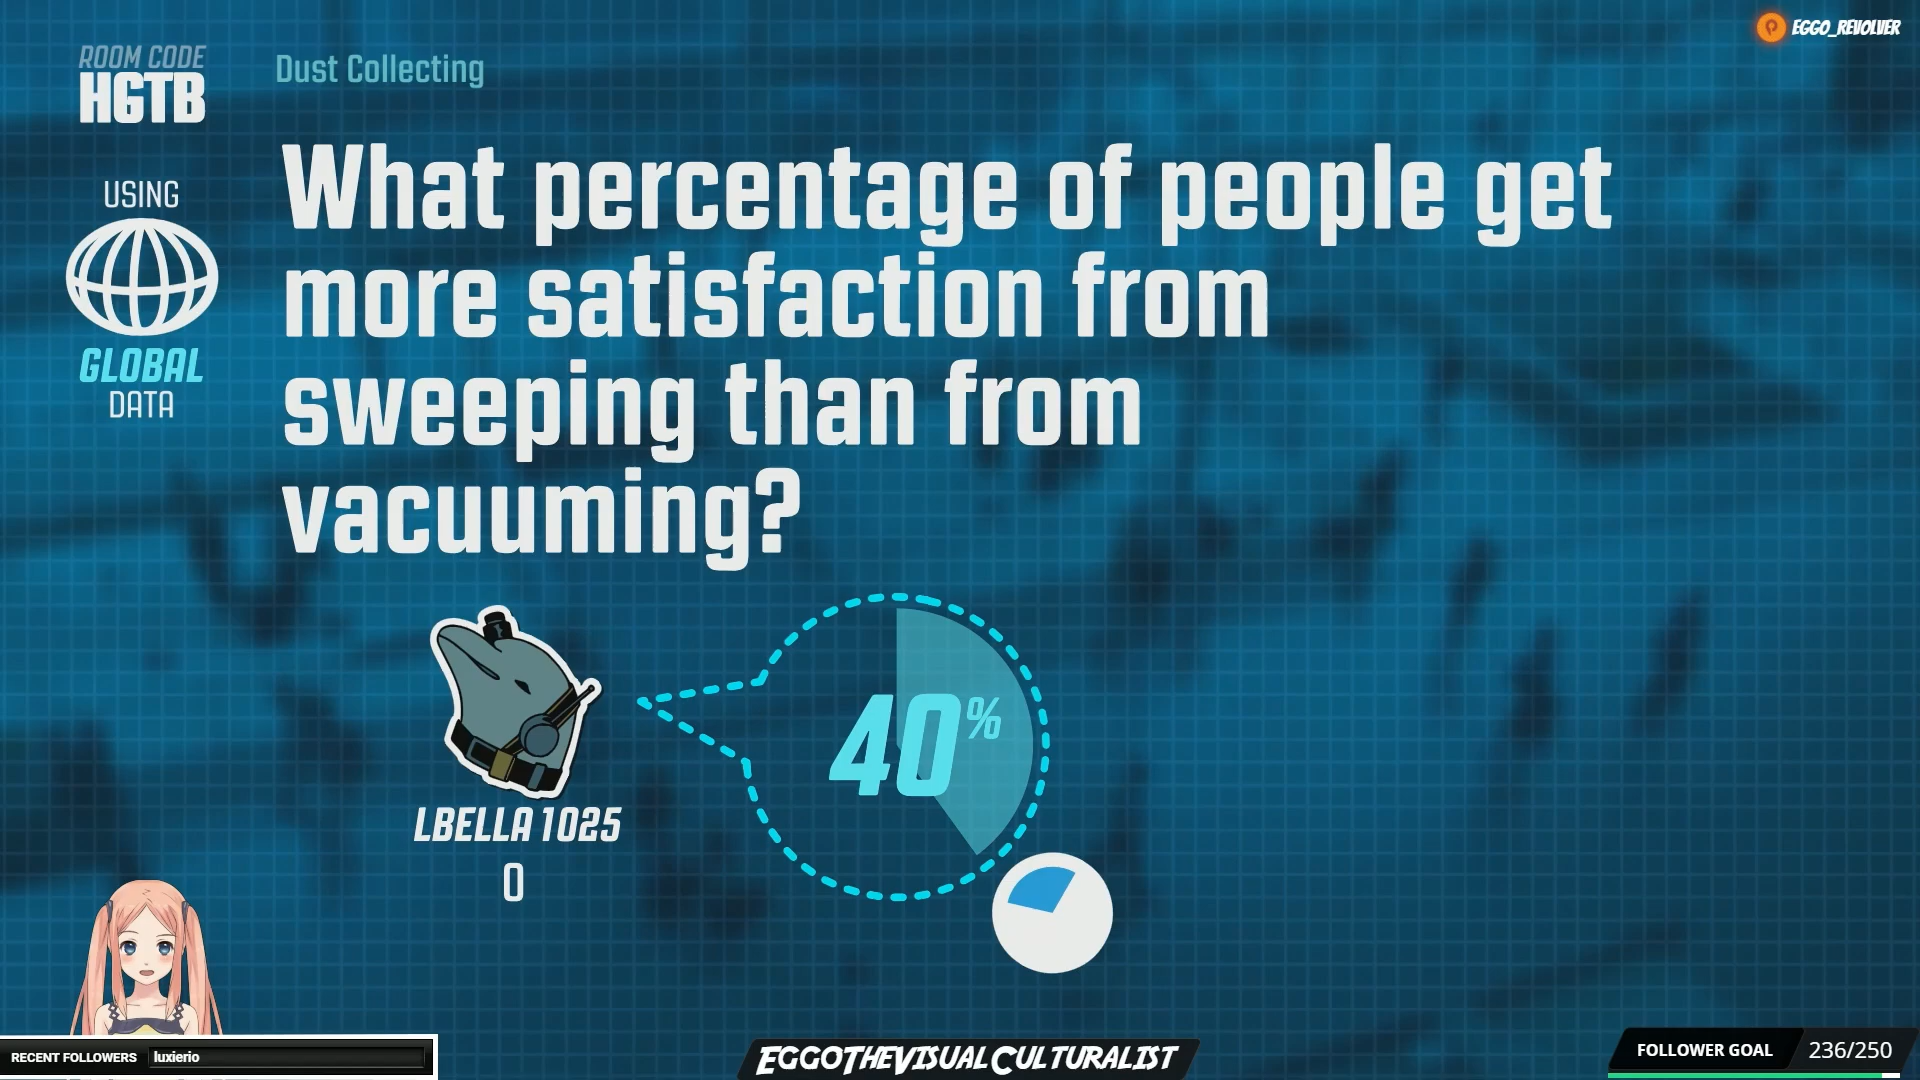 ROOM CODE
HGTB
Dust Collecting
EGGO_REVOLVER
USING
GLOBAL
DATA
What percentage of people get
more satisfaction from
sweeping than from
vacuuming?
40%
LBELLA 1025
0
RECENT FOLLOWERS luxierio
EGGOTHEVISUALCULTURALIST
FOLLOWER GOAL 236/250